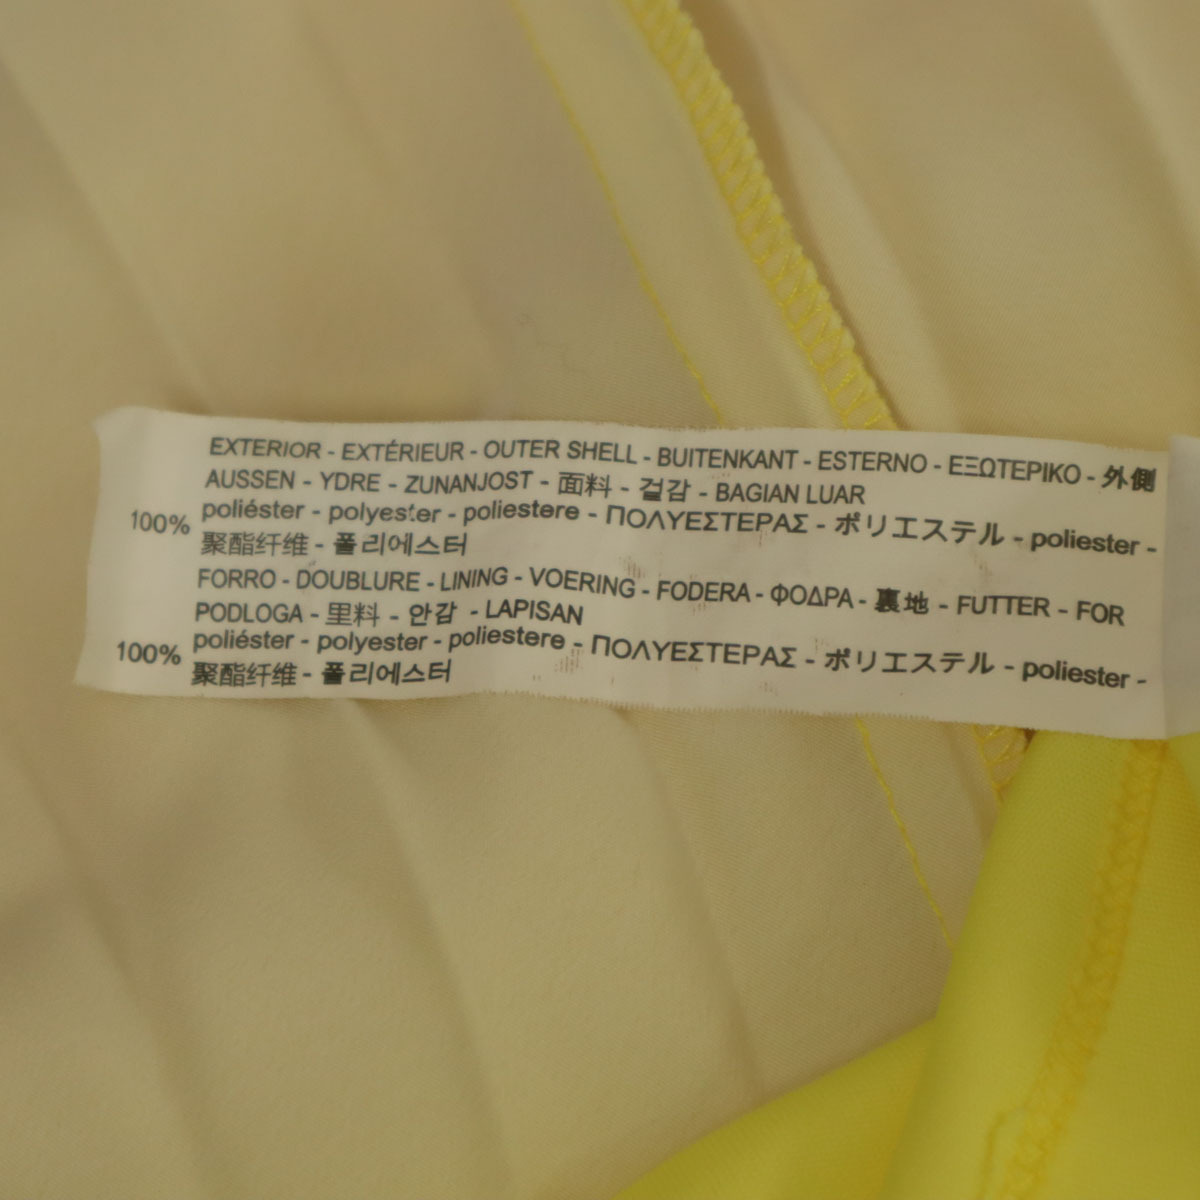 EXTERIOR - EXTÉRIEUR - OUTER SHELL - BUITENKANT - ESTERNO - ΕΞΩΤΕΡΙΚΟ - 外側
AUSSEN - YDRE - ZUNANJOST - 面料 - 겉감 - BAGIAN LUAR
100% poliéster - polyester - poliestere - ΠΟΛΥΕΣΤΕΡΑΣ - ポリエステル - poliester -
聚酯纤维 - 폴리에스터
FORRO - DOUBLURE - LINING - VOERING - FODERA - ΦΟΔΡΑ - 裏地 - FUTTER - FOR
PODLOGA - 里料 - 안감 - LAPISAN
100% poliéster - polyester - poliestere - ΠΟΛΥΕΣΤΕΡΑΣ - ポリエステル - poliester -
聚酯纤维 - 폴리에스터